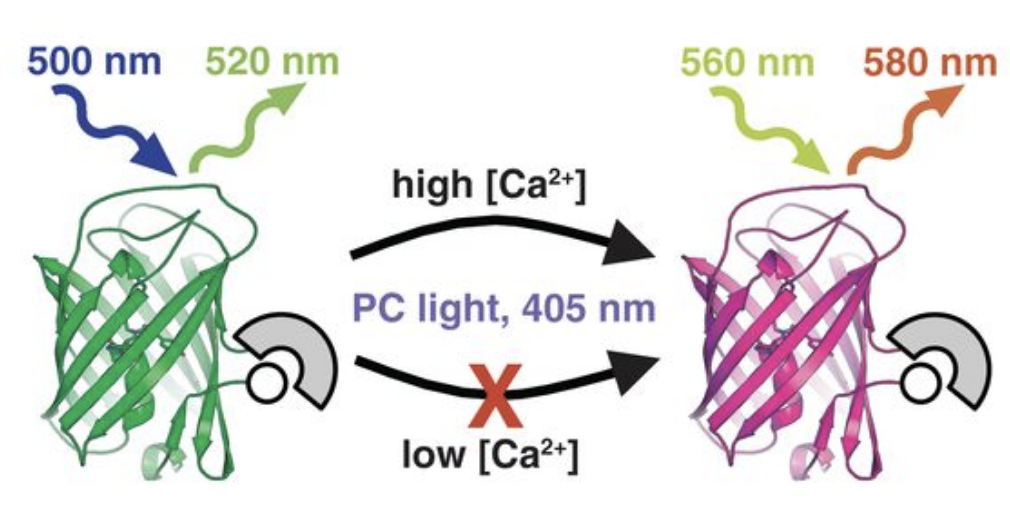 500 nm 520 nm
560 nm 580 nm
high [Ca²⁺]
PC light, 405 nm
X
low [Ca²⁺]